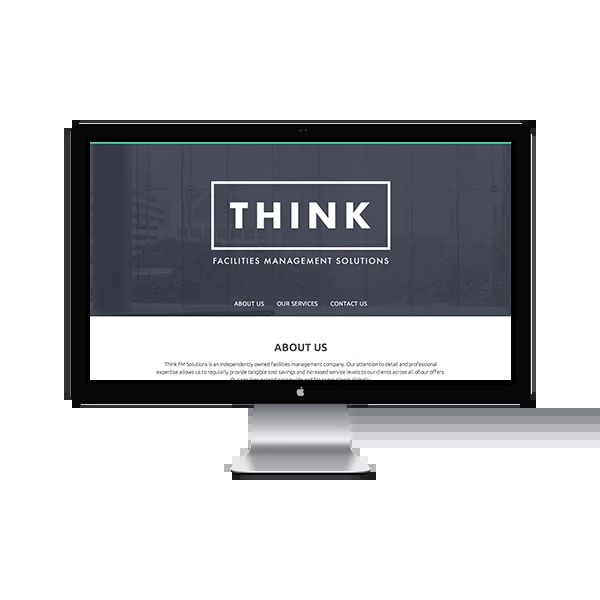 THINK
FACILITIES MANAGEMENT SOLUTIONS
ABOUT US OUR SERVICES CONTACT US
ABOUT US
Think FM Solutions is an independently owned facilities management company. Our attention to detail and professional
expertise allows us to regularly provide tangible cost savings and increased service levels to our clients across all of our offers.